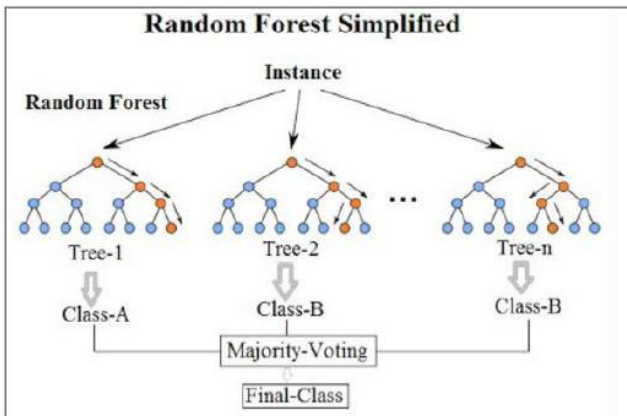 Random Forest Simplified
Instance
Random Forest
...
Tree-1 Tree-2 Tree-n
Class-A Class-B Class-B
Majority-Voting
Final-Class